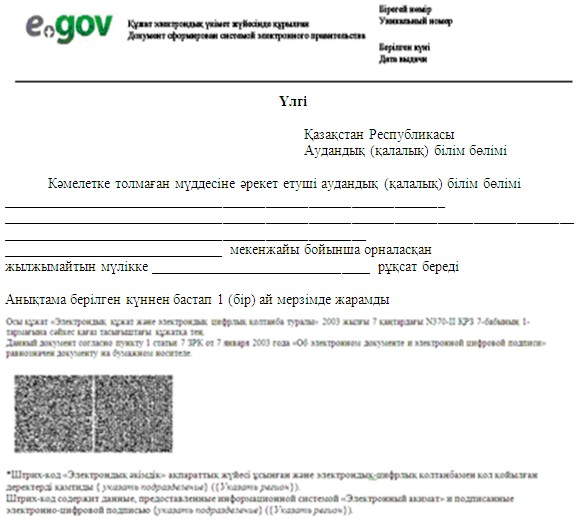 e.gov
Құжат электрондық үкімет жүйесінде құрылған
Документ сформирован системой электронного правительства
Бірегей нөмір
Уникальный номер
Берілген күні
Дата выдачи
Үлгі
Қазақстан Республикасы
Аудандық (қалалық) білім бөлімі
Кәмелетке толмаған мүддесіне әрекет етуші аудандық (қалалық) білім бөлімі
_______________________________________________________
_______________________________________________________________________
_____________________________________________
___________________________ мекенжайы бойынша орналасқан
жылжымайтын мүлікке ___________________________ рұқсат береді
Анықтама берілген күннен бастап 1 (бір) ай мерзімде жарамды
Осы құжат «Электрондық құжат және электрондық цифрлық қолтаңба туралы» 2003 жылғы 7 қаңтардағы N370-II ҚРЗ 7-бабының 1-
тармағына сәйкес қағаз тасығыштағы құжатқа тең.
Данный документ согласно пункту 1 статьи 7 ЗРК от 7 января 2003 года «Об электронном документе и электронной цифровой подписи»
равнозначен документу на бумажном носителе.
*Штрих-код «Электрондық әкімдік» ақпараттық жүйесі ұсынған және электрондық-цифрлық қолтаңбамен қол қойылған
деректерді қамтиды ( указать подразделение) ({Указать регион}).
Штрих-код содержит данные, предоставленные информационной системой «Электронный акимат» и подписанные
электронно-цифровой подписью (указать подразделение) ({Указать регион}).